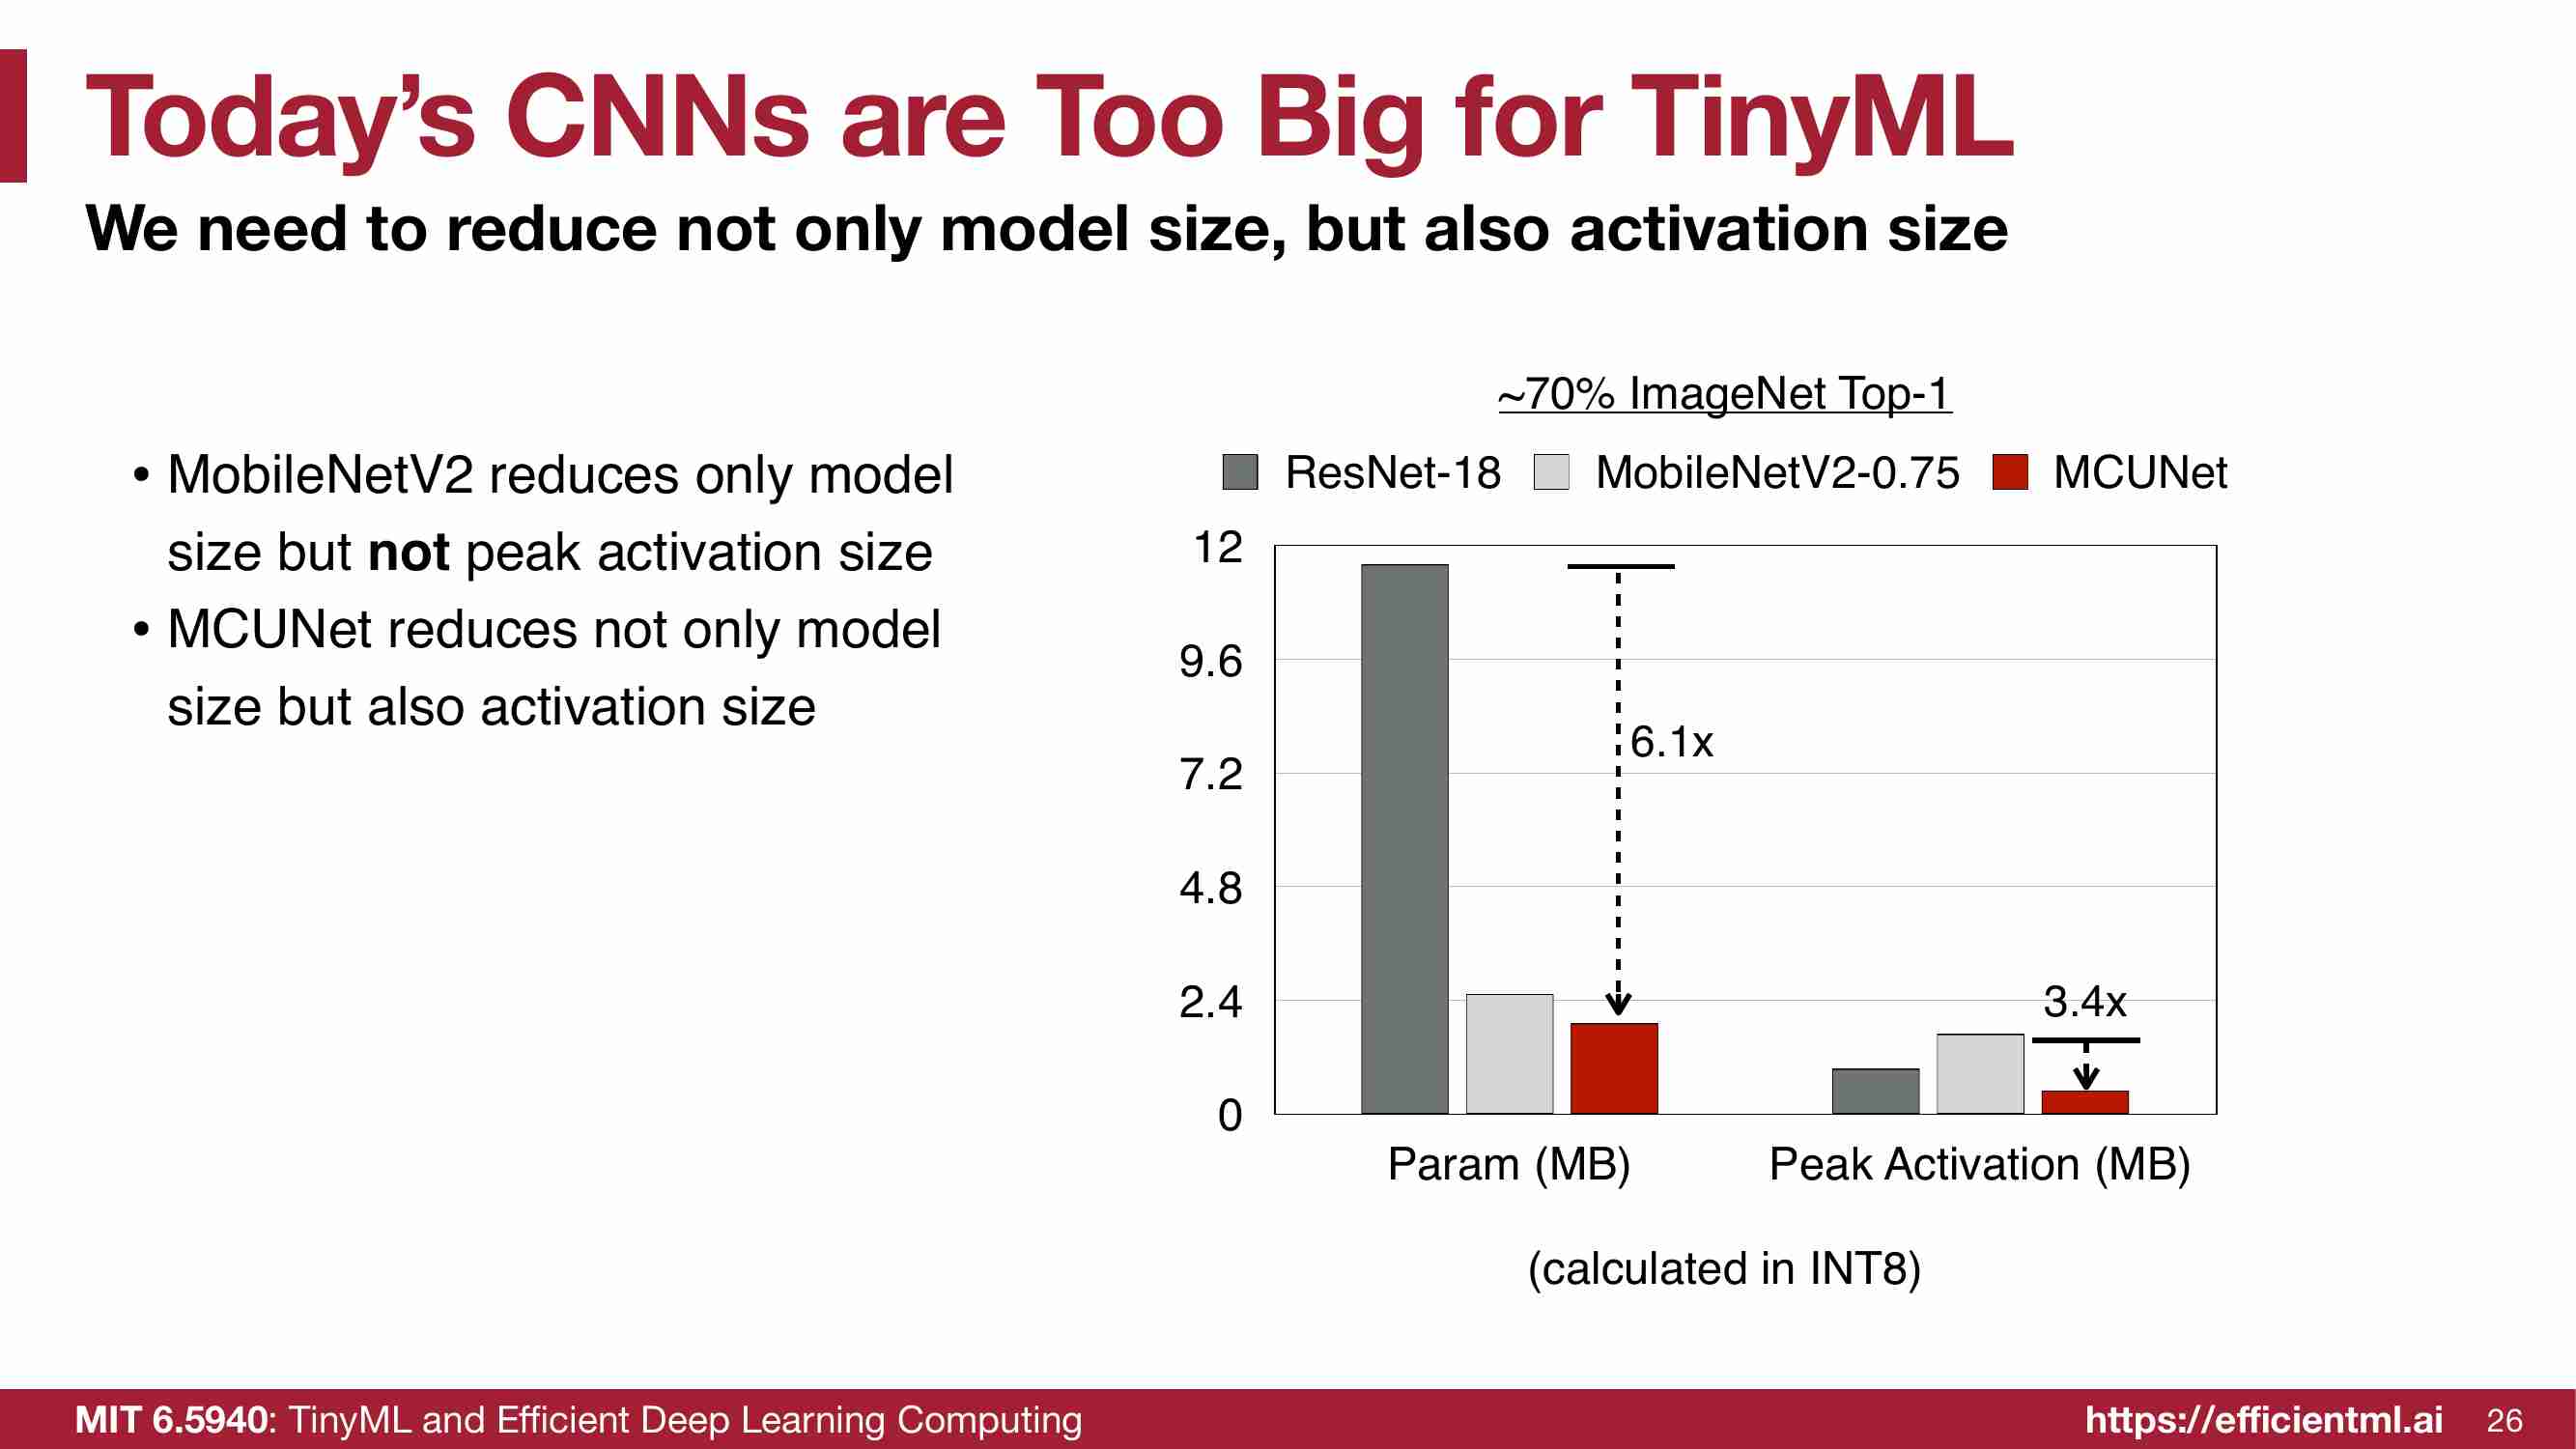 Today’s CNNs are Too Big for TinyML
We need to reduce not only model size, but also activation size
• MobileNetV2 reduces only model
size but not peak activation size
• MCUNet reduces not only model
size but also activation size
~70% ImageNet Top-1
ResNet-18 MobileNetV2-0.75 MCUNet
12
9.6
7.2
4.8
2.4
0
6.1x
3.4x
Param (MB) Peak Activation (MB)
(calculated in INT8)
MIT 6.5940: TinyML and Efficient Deep Learning Computing https://efficientml.ai 26